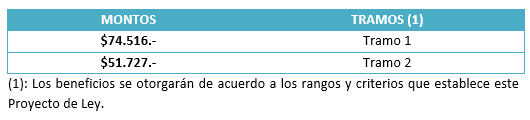 MONTOS TRAMOS (1)
$74.516.- Tramo 1
$51.727.- Tramo 2
(1): Los beneficios se otorgarán de acuerdo a los rangos y criterios que establece este
Proyecto de Ley.